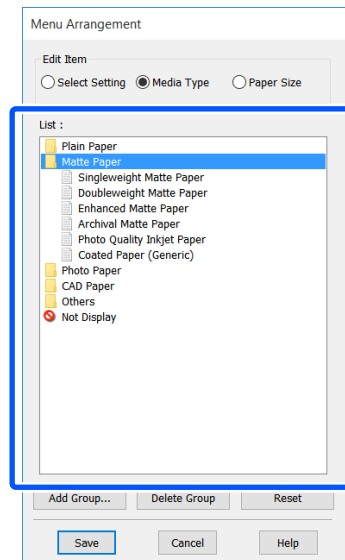 Menu Arrangement
Edit Item
Select Setting Media Type Paper Size
List :
Plain Paper
Matte Paper
Singleweight Matte Paper
Doubleweight Matte Paper
Enhanced Matte Paper
Archival Matte Paper
Photo Quality Inkjet Paper
Coated Paper (Generic)
Photo Paper
CAD Paper
Others
Not Display
Add Group... Delete Group Reset
Save Cancel Help